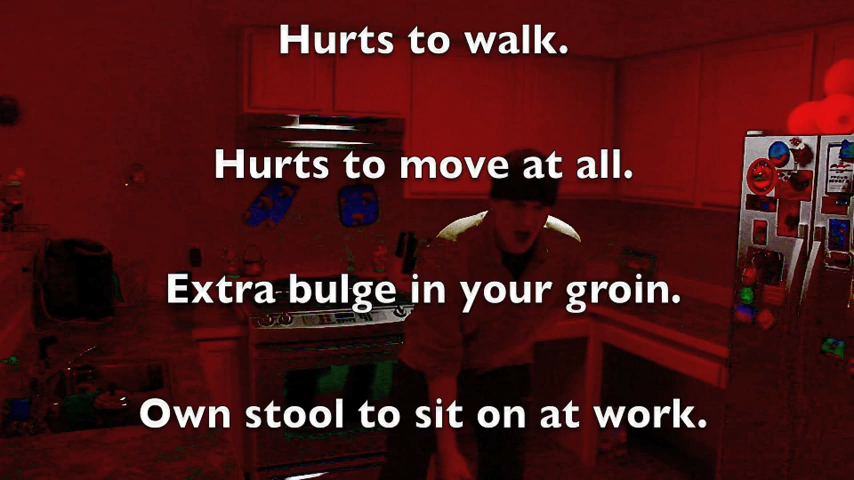 Hurts to walk.
Hurts to move at all.
Extra bulge in your groin.
Own stool to sit on at work.